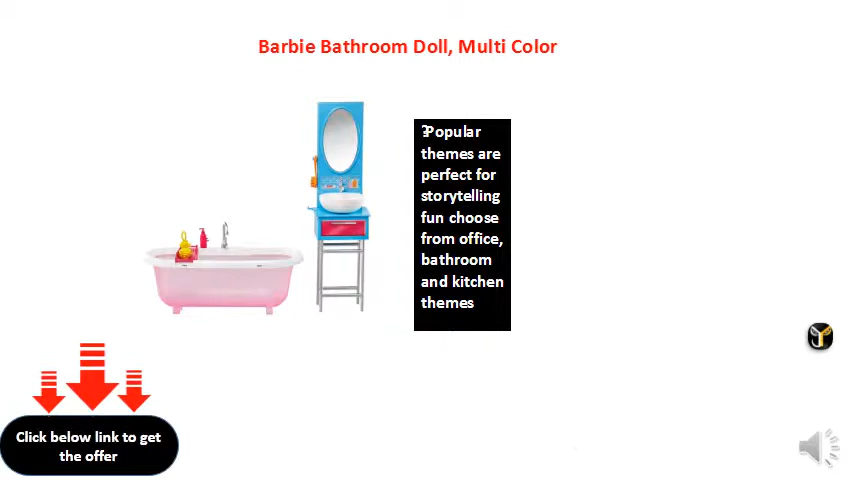 Barbie Bathroom Doll, Multi Color
?Popular
themes are
perfect for
storytelling
fun choose
from office,
bathroom
and kitchen
themes
Click below link to get
the offer